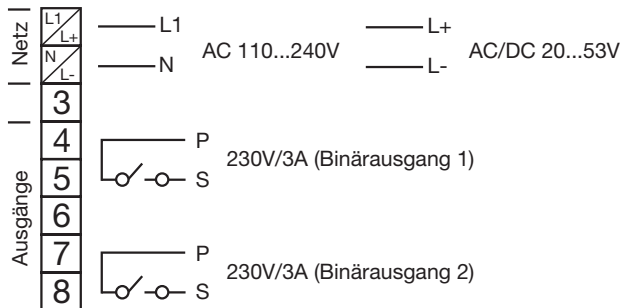 Netz
L1
L+
L1
L+
AC 110...240V
AC/DC 20...53V
N
L-
N
L-
3
Ausgänge
4
P
230V/3A (Binärausgang 1)
5
S
6
7
P
230V/3A (Binärausgang 2)
8
S